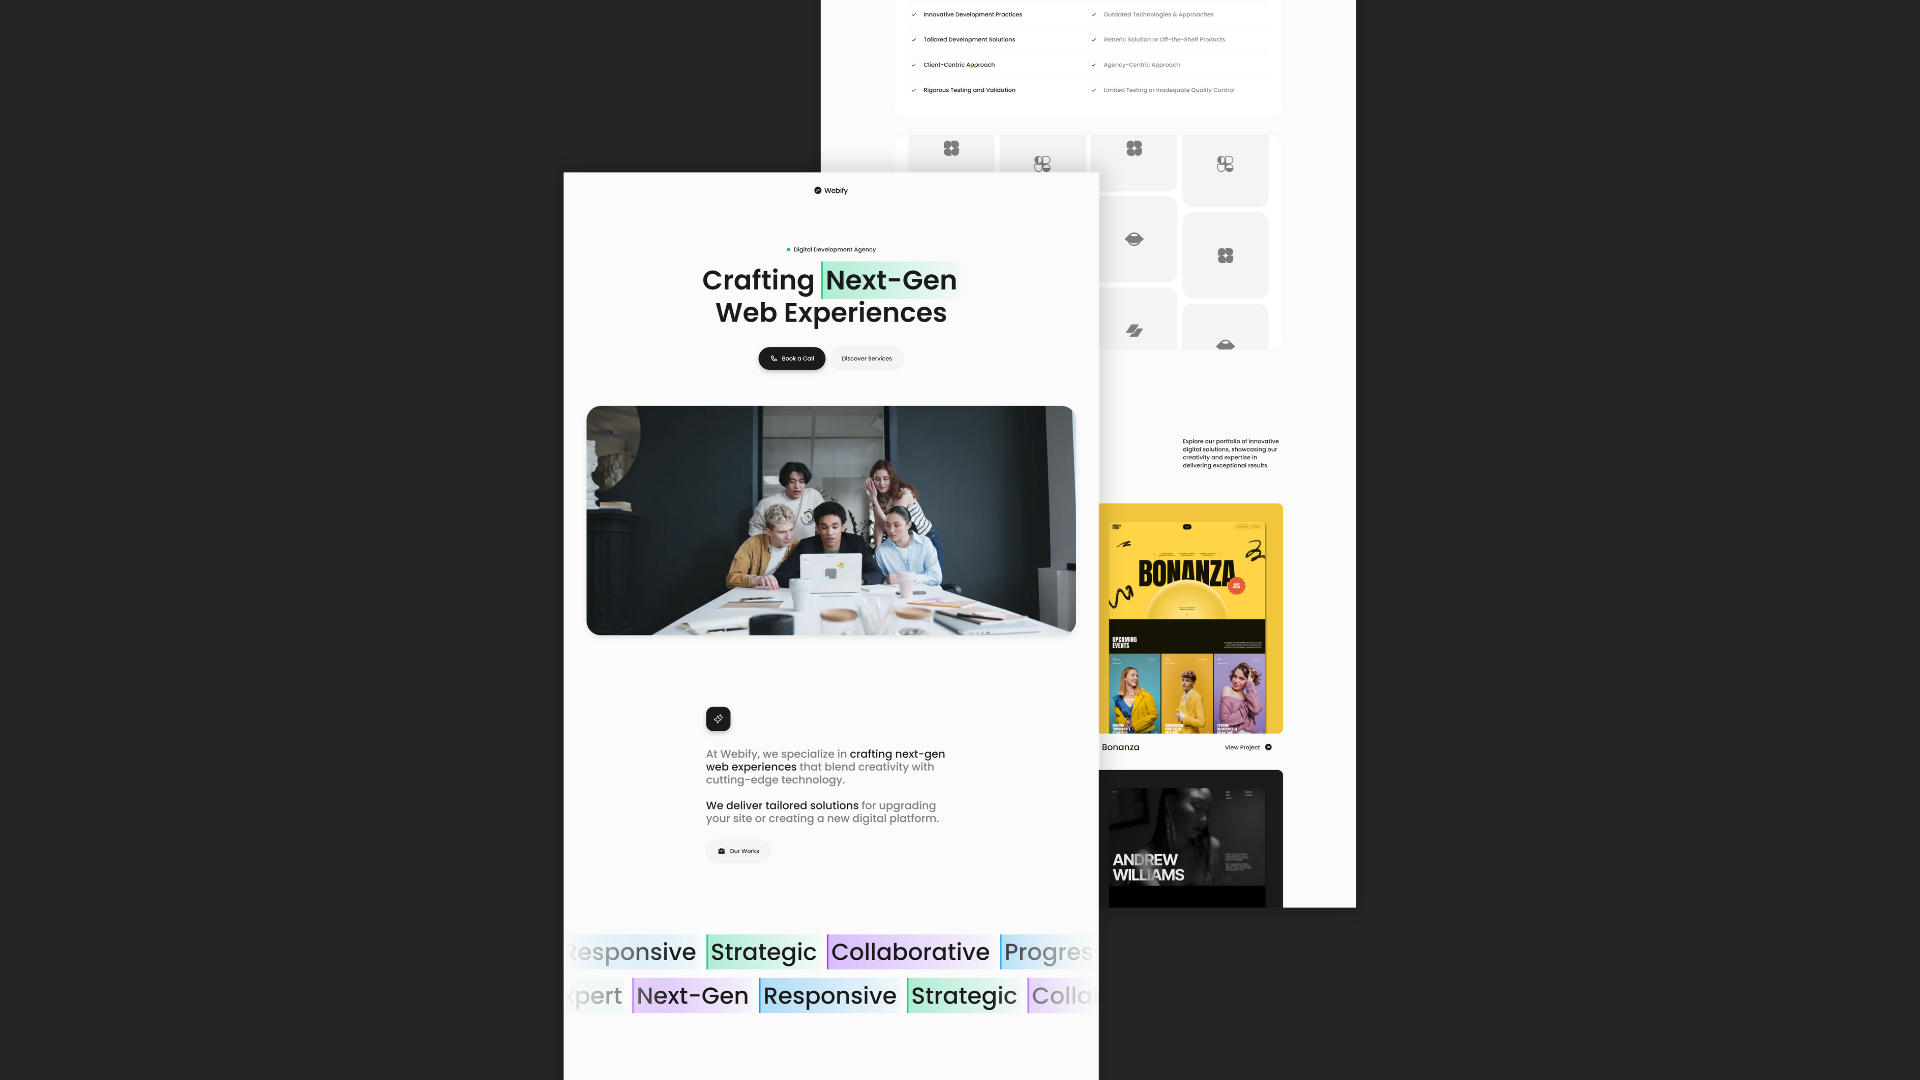 Innovative Development Practices
Outdated Technologies & Approaches
Tailored Development Solutions
Generic Solution or Off-the-Shelf Products
Client-Centric Approach
Agency-Centric Approach
Rigorous Testing and Validation
Limited Testing or Inadequate Quality Control
Webify
Digital Development Agency
Crafting Next-Gen
Web Experiences
Book a Call
Discover Services
At Webify, we specialize in crafting next-gen
web experiences that blend creativity with
cutting-edge technology.
We deliver tailored solutions for upgrading
your site or creating a new digital platform.
Our Works
Responsive Strategic Collaborative Progres
xpert Next-Gen Responsive Strategic Colla
Explore our portfolio of innovative
digital solutions, showcasing our
creativity and expertise in
delivering exceptional results.
BONANZA
UPCOMING
EVENTS
Bonanza
View Project
ANDREW
WILLIAMS